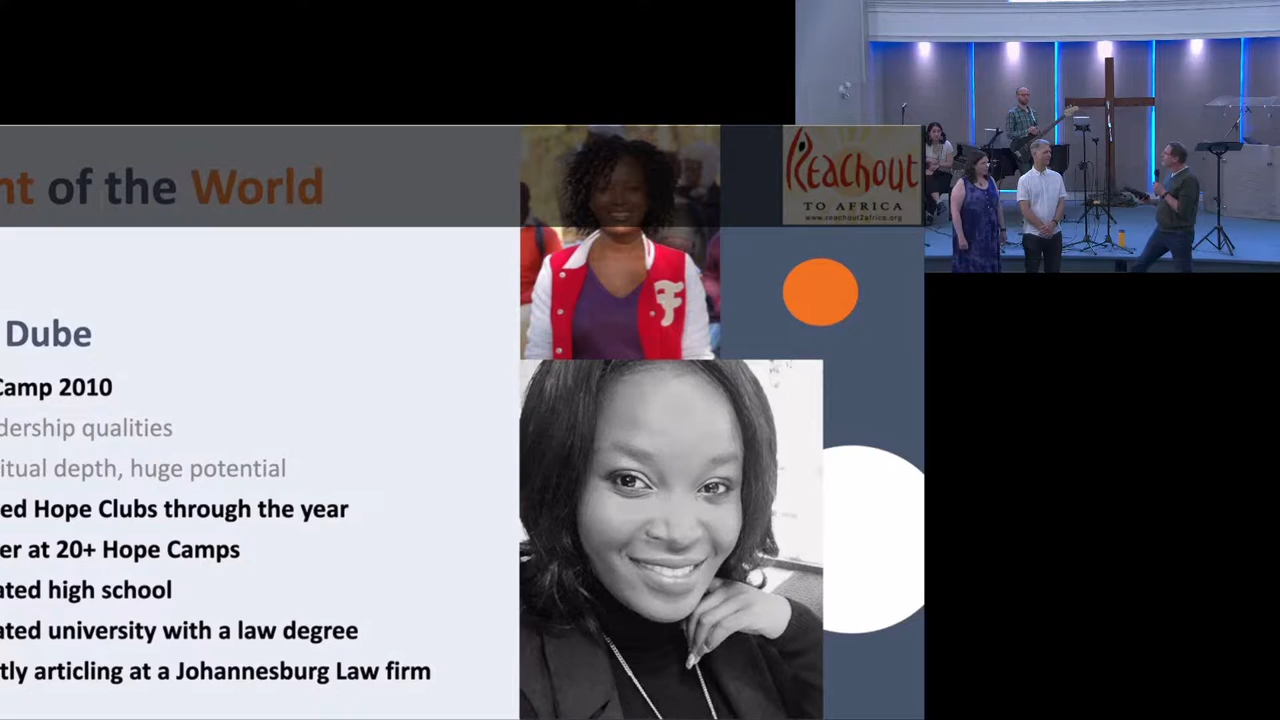 nt of the World
Reachout
TO AFRICA
www.reachout2africa.org
Dube
Camp 2010
dership qualities
itual depth, huge potential
ed Hope Clubs through the year
er at 20+ Hope Camps
ated high school
ated university with a law degree
tly articling at a Johannesburg Law firm
F